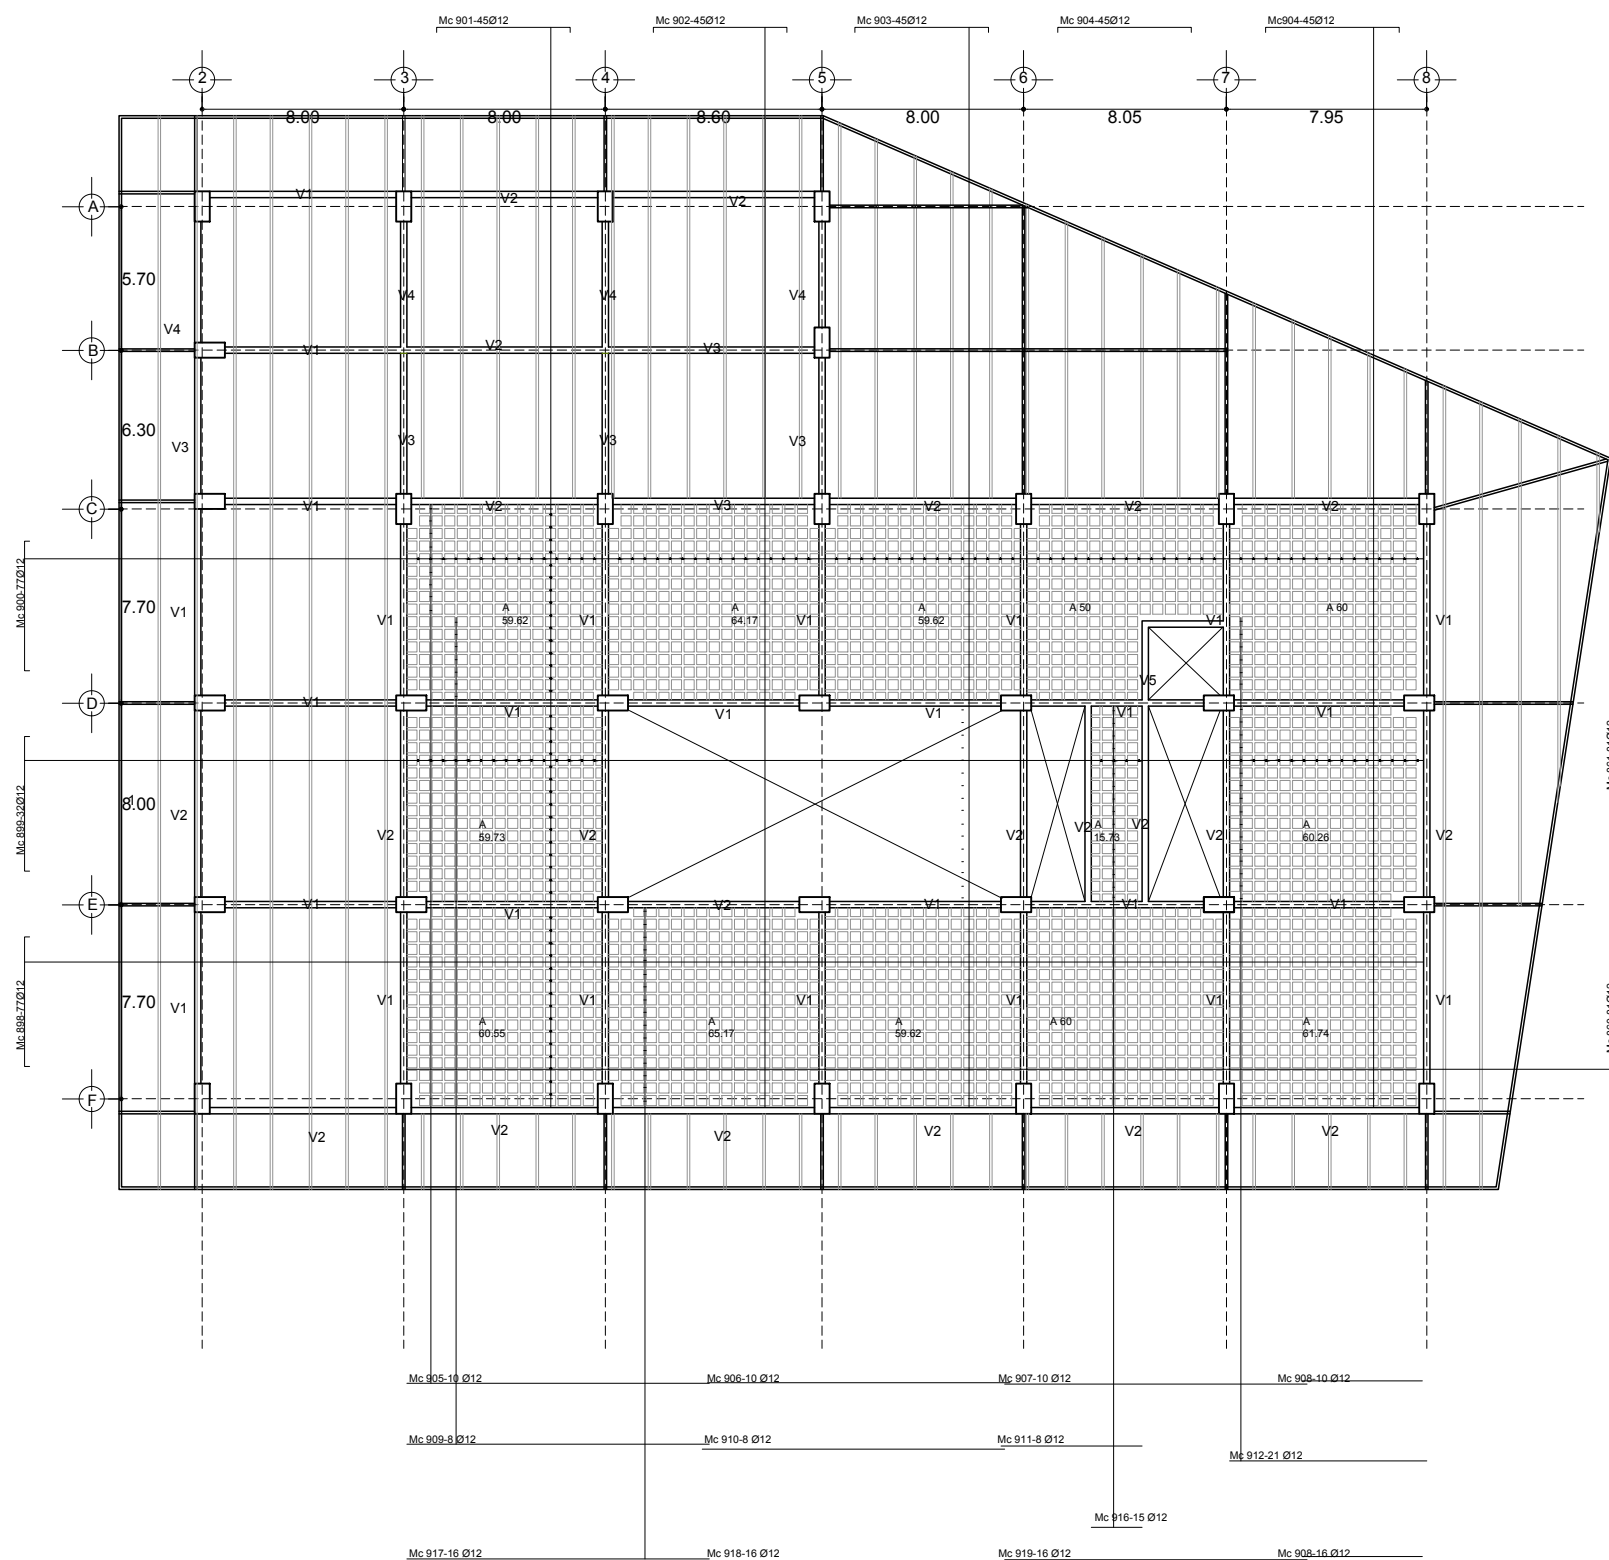 Mc 901-45Ø12 Mc 902-45Ø12 Mc 903-45Ø12 Mc 904-45Ø12 Mc904-45Ø12
2 3 4 5 6 7 8
8.00 8.00 8.60 8.00 8.05 7.95
V1 V2 V2
A
5.70 V4 V4 V4
V4
B V1 V2 V3
6.30 V3 V3 V3 V3
C V1 V2 V3 V2 V2 V2
Mc 900-77Ø12
7.70 V1 V1 V1 V1 V1 V1 V1
A A A A 50 A 60
59.62 64.17 59.62
V5
D V1 V1 V1 V1 V1 V1
8.00 V2 V2 V2 V2 V2 V2 V2 V2
A A A
59.73 15.73 60.26
Mc 899-32Ø12
E V1 V1 V2 V1 V1 V1
7.70 V1 V1 V1 V1 V1 V1 V1
A A A A 60 A
60.55 65.17 59.62 61.74
Mc 898-77Ø12
F
V2 V2 V2 V2 V2 V2
Mc 905-10 Ø12 Mc 906-10 Ø12 Mc 907-10 Ø12 Mc 908-10 Ø12
Mc 909-8 Ø12 Mc 910-8 Ø12 Mc 911-8 Ø12
Mc 912-21 Ø12
Mc 916-15 Ø12
Mc 917-16 Ø12 Mc 918-16 Ø12 Mc 919-16 Ø12 Mc 908-16 Ø12